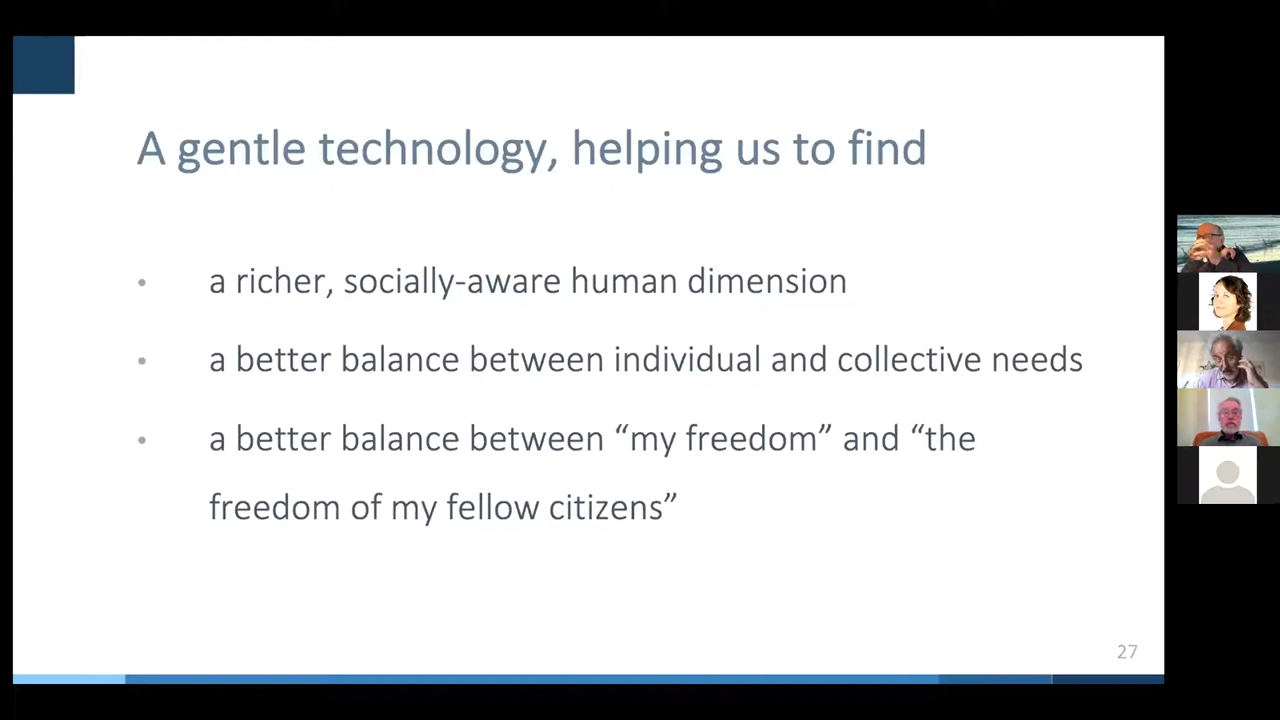 A gentle technology, helping us to find
• a richer, socially-aware human dimension
• a better balance between individual and collective needs
• a better balance between “my freedom” and “the
freedom of my fellow citizens”
27